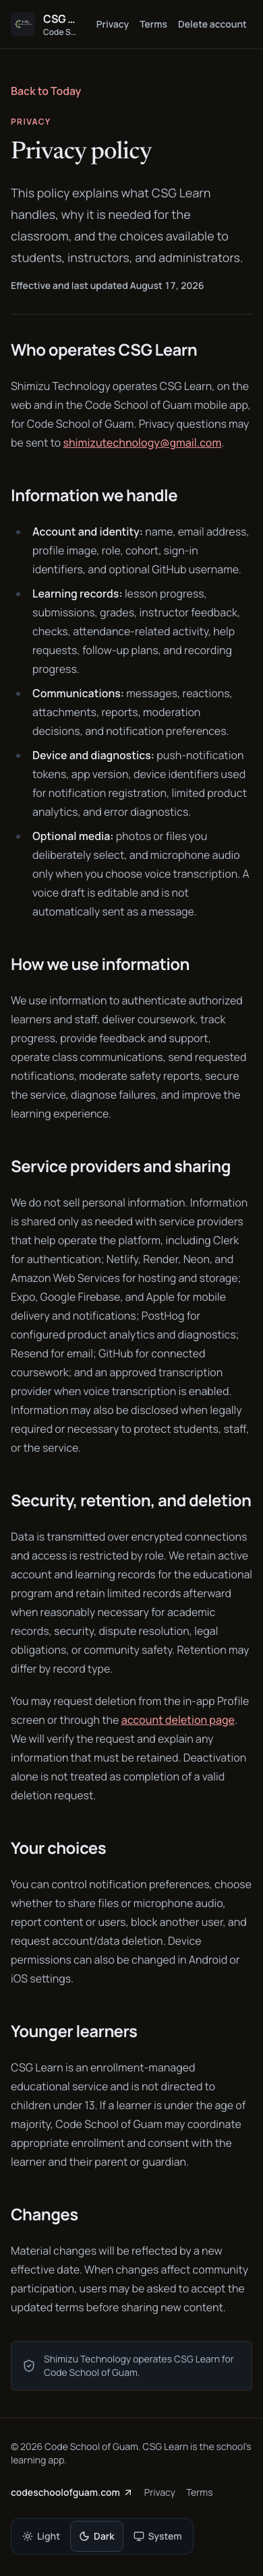 CSG ...
Code S...
Privacy
Terms
Delete account
Back to Today
PRIVACY
Privacy policy
This policy explains what CSG Learn
handles, why it is needed for the
classroom, and the choices available to
students, instructors, and administrators.
Effective and last updated August 17, 2026
Who operates CSG Learn
Shimizu Technology operates CSG Learn, on the
web and in the Code School of Guam mobile app,
for Code School of Guam. Privacy questions may
be sent to shimizutechnology@gmail.com.
Information we handle
Account and identity: name, email address,
profile image, role, cohort, sign-in
identifiers, and optional GitHub username.
Learning records: lesson progress,
submissions, grades, instructor feedback,
checks, attendance-related activity, help
requests, follow-up plans, and recording
progress.
Communications: messages, reactions,
attachments, reports, moderation
decisions, and notification preferences.
Device and diagnostics: push-notification
tokens, app version, device identifiers used
for notification registration, limited product
analytics, and error diagnostics.
Optional media: photos or files you
deliberately select, and microphone audio
only when you choose voice transcription. A
voice draft is editable and is not
automatically sent as a message.
How we use information
We use information to authenticate authorized
learners and staff, deliver coursework, track
progress, provide feedback and support,
operate class communications, send requested
notifications, moderate safety reports, secure
the service, diagnose failures, and improve the
learning experience.
Service providers and sharing
We do not sell personal information. Information
is shared only as needed with service providers
that help operate the platform, including Clerk
for authentication; Netlify, Render, Neon, and
Amazon Web Services for hosting and storage;
Expo, Google Firebase, and Apple for mobile
delivery and notifications; PostHog for
configured product analytics and diagnostics;
Resend for email; GitHub for connected
coursework; and an approved transcription
provider when voice transcription is enabled.
Information may also be disclosed when legally
required or necessary to protect students, staff,
or the service.
Security, retention, and deletion
Data is transmitted over encrypted connections
and access is restricted by role. We retain active
account and learning records for the educational
program and retain limited records afterward
when reasonably necessary for academic
records, security, dispute resolution, legal
obligations, or community safety. Retention may
differ by record type.
You may request deletion from the in-app Profile
screen or through the account deletion page.
We will verify the request and explain any
information that must be retained. Deactivation
alone is not treated as completion of a valid
deletion request.
Your choices
You can control notification preferences, choose
whether to share files or microphone audio,
report content or users, block another user, and
request account/data deletion. Device
permissions can also be changed in Android or
iOS settings.
Younger learners
CSG Learn is an enrollment-managed
educational service and is not directed to
children under 13. If a learner is under the age of
majority, Code School of Guam may coordinate
appropriate enrollment and consent with the
learner and their parent or guardian.
Changes
Material changes will be reflected by a new
effective date. When changes affect community
participation, users may be asked to accept the
updated terms before sharing new content.
Shimizu Technology operates CSG Learn for
Code School of Guam.
© 2026 Code School of Guam. CSG Learn is the school's
learning app.
codeschoolofguam.com
Privacy
Terms
Light
Dark
System